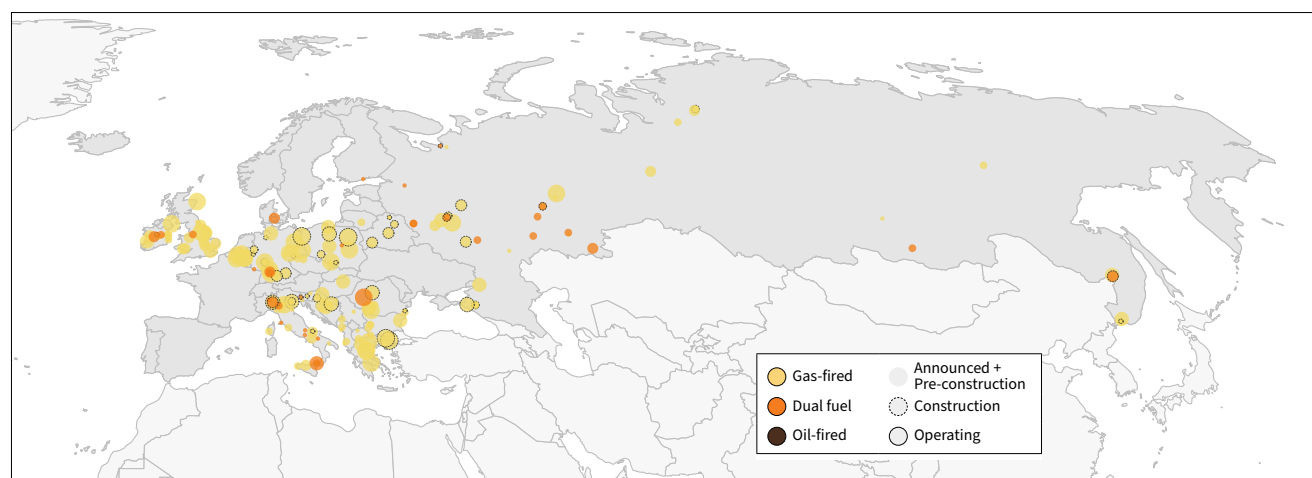 Gas-fired
Dual fuel
Oil-fired
Announced +
Pre-construction
Construction
Operating